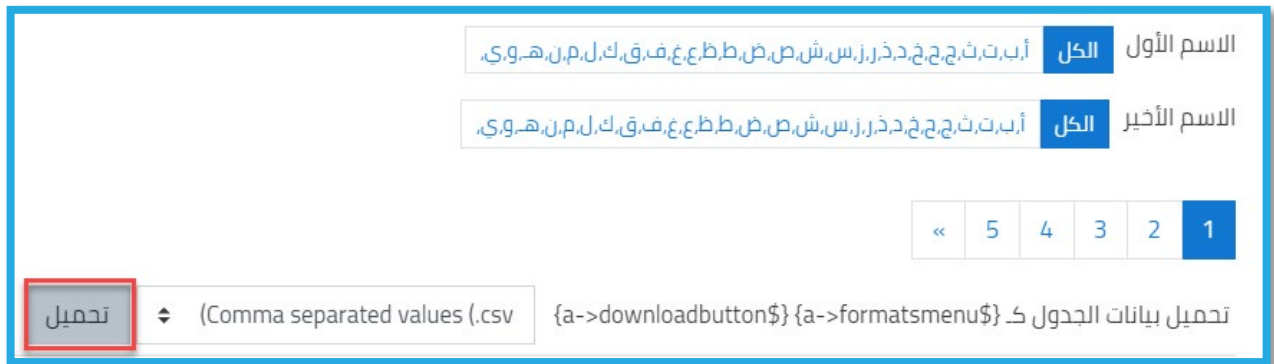 الاسم الأول الكل أ,ب,ت,ث,ج,ح,خ,د,ذ,ر,ز,س,ش,ص,ض,ط,ظ,ع,غ,ف,ق,ك,ل,م,ن,هـ,و,ي,
الاسم الأخير الكل أ,ب,ت,ث,ج,ح,خ,د,ذ,ر,ز,س,ش,ص,ض,ط,ظ,ع,غ,ف,ق,ك,ل,م,ن,هـ,و,ي,
1 2 3 4 5 »
تحميل بيانات الجدول كـ {$a->formatsmenu} {$a->downloadbutton} Comma separated values (.csv) تحميل